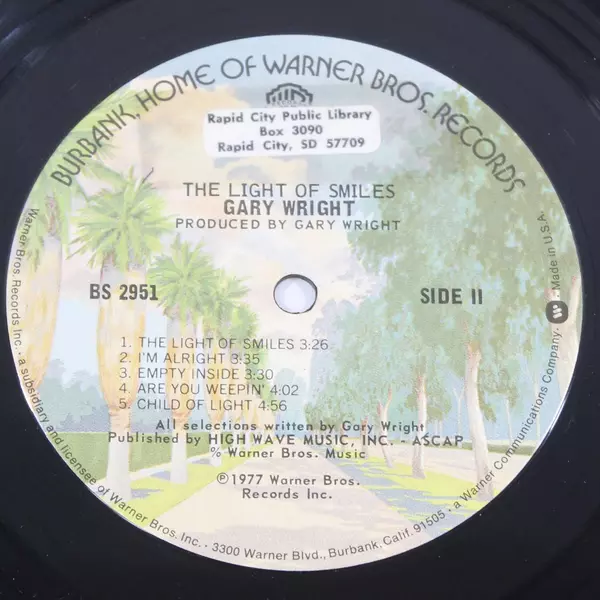 BURBANK, HOME OF WARNER BROS. RECORDS
WB
Rapid City Public Library
Box 3090
Rapid City, SD 57709
THE LIGHT OF SMILES
GARY WRIGHT
PRODUCED BY GARY WRIGHT
BS 2951
SIDE II
1. THE LIGHT OF SMILES 3:26
2. I'M ALRIGHT 3:35
3. EMPTY INSIDE 3:30
4. ARE YOU WEEPIN' 4:02
5. CHILD OF LIGHT 4:56
All selections written by Gary Wright
Published by HIGH WAVE MUSIC, INC. - ASCAP
% Warner Bros. Music
©1977 Warner Bros.
Records Inc.
Warner Bros. Records Inc. · a subsidiary and licensee of Warner Bros. Inc. · 3300 Warner Blvd., Burbank, Calif. 91505 · a Warner Communications Company. · Made in U.S.A.